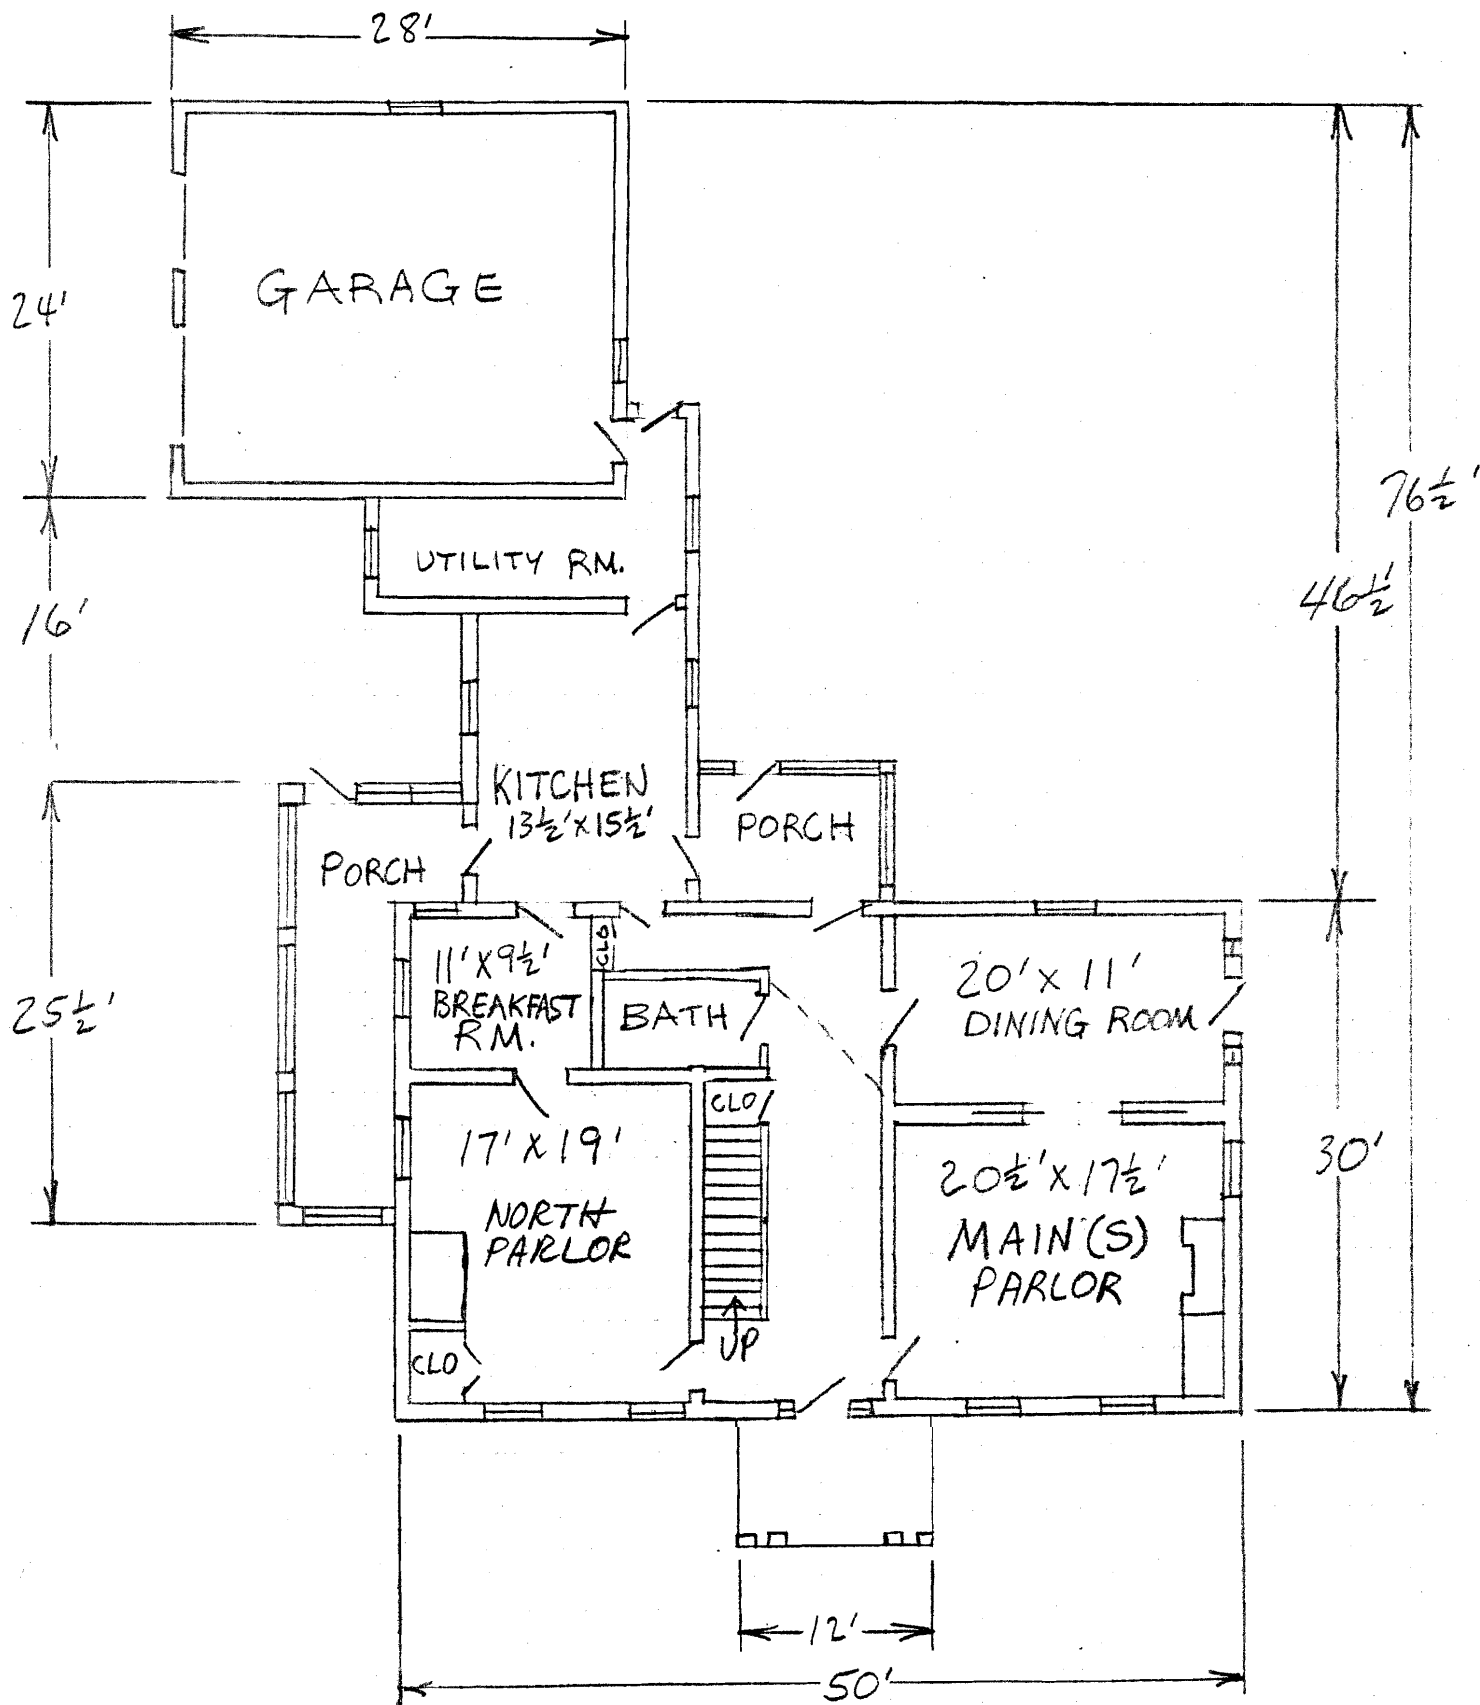 28'
GARAGE
24'
76½'
UTILITY RM.
46½'
16'
KITCHEN
13½'x15½'
PORCH
PORCH
CLO
11'x9½'
BREAKFAST
RM.
BATH
20'x11'
DINING ROOM
25½'
CLO
17'x19'
NORTH
PARLOR
20½'x17½'
MAIN(S)
PARLOR
30'
UP
CLO
12'
50'